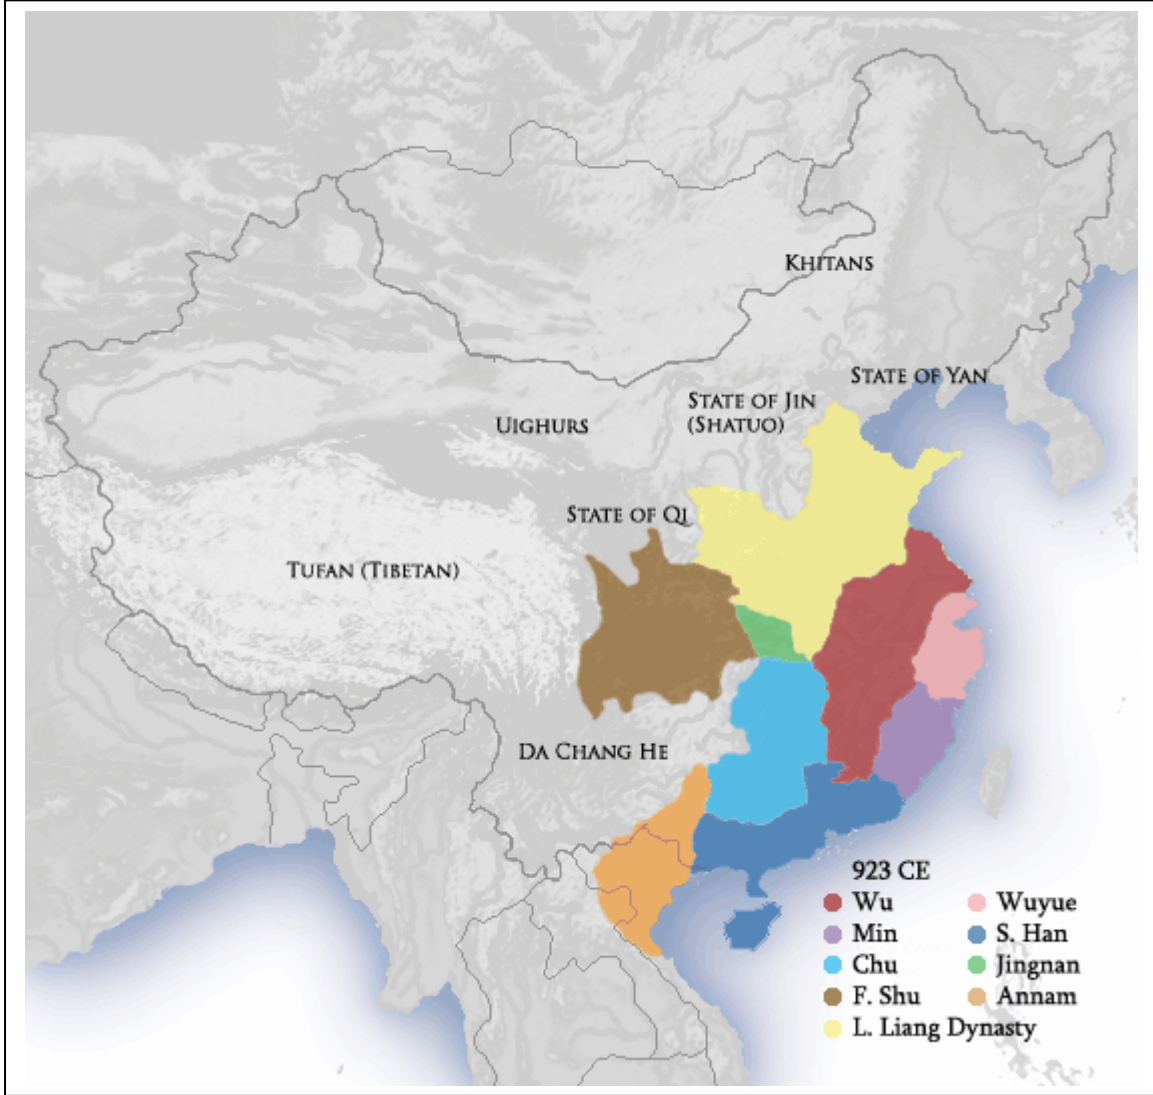 Khitans
State of Yan
State of Jin
(Shatuo)
Uighurs
State of Qi
Tufan (Tibetan)
Da Chang He
923 CE
Wu
Wuyue
Min
S. Han
Chu
Jingnan
F. Shu
Annam
L. Liang Dynasty